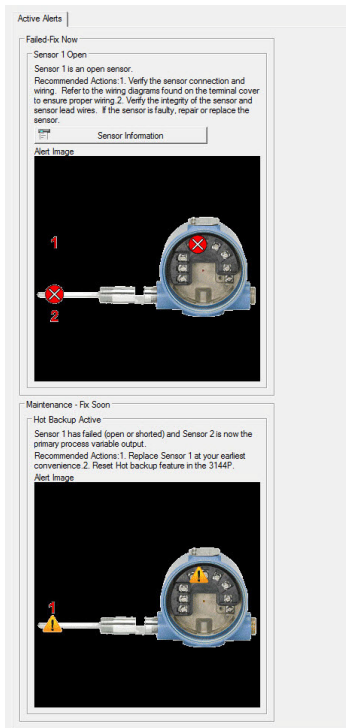 Active Alerts
Failed-Fix Now
Sensor 1 Open
Sensor 1 is an open sensor.
Recommended Actions:1. Verify the sensor connection and
wiring. Refer to the wiring diagrams found on the terminal cover
to ensure proper wiring.2. Verify the integrity of the sensor and
sensor lead wires. If the sensor is faulty, repair or replace the
sensor.
Sensor Information
Alert Image
1
2
Maintenance - Fix Soon
Hot Backup Active
Sensor 1 has failed (open or shorted) and Sensor 2 is now the
primary process variable output.
Recommended Actions:1. Replace Sensor 1 at your earliest
convenience.2. Reset Hot backup feature in the 3144P.
Alert Image
1